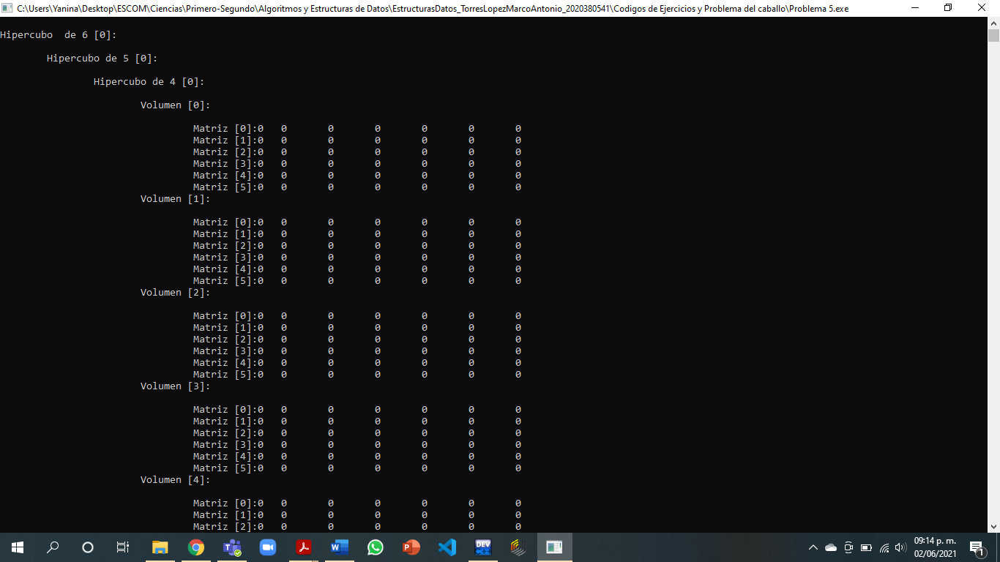 C:\Users\Yanina\Desktop\ESCOM\Ciencias\Primero-Segundo\Algoritmos y Estructuras de Datos\EstructurasDatos_TorresLopezMarcoAntonio_2020380541\Codigos de Ejercicios y Problema del caballo\Problema 5.exe
Hipercubo  de 6 [0]:
Hipercubo de 5 [0]:
Hipercubo de 4 [0]:
Volumen [0]:
Matriz [0]:0 0 0 0 0 0 0
Matriz [1]:0 0 0 0 0 0 0
Matriz [2]:0 0 0 0 0 0 0
Matriz [3]:0 0 0 0 0 0 0
Matriz [4]:0 0 0 0 0 0 0
Matriz [5]:0 0 0 0 0 0 0
Volumen [1]:
Matriz [0]:0 0 0 0 0 0 0
Matriz [1]:0 0 0 0 0 0 0
Matriz [2]:0 0 0 0 0 0 0
Matriz [3]:0 0 0 0 0 0 0
Matriz [4]:0 0 0 0 0 0 0
Matriz [5]:0 0 0 0 0 0 0
Volumen [2]:
Matriz [0]:0 0 0 0 0 0 0
Matriz [1]:0 0 0 0 0 0 0
Matriz [2]:0 0 0 0 0 0 0
Matriz [3]:0 0 0 0 0 0 0
Matriz [4]:0 0 0 0 0 0 0
Matriz [5]:0 0 0 0 0 0 0
Volumen [3]:
Matriz [0]:0 0 0 0 0 0 0
Matriz [1]:0 0 0 0 0 0 0
Matriz [2]:0 0 0 0 0 0 0
Matriz [3]:0 0 0 0 0 0 0
Matriz [4]:0 0 0 0 0 0 0
Matriz [5]:0 0 0 0 0 0 0
Volumen [4]:
Matriz [0]:0 0 0 0 0 0 0
Matriz [1]:0 0 0 0 0 0 0
Matriz [2]:0 0 0 0 0 0 0
DEV
09:14 p. m.
02/06/2021
1